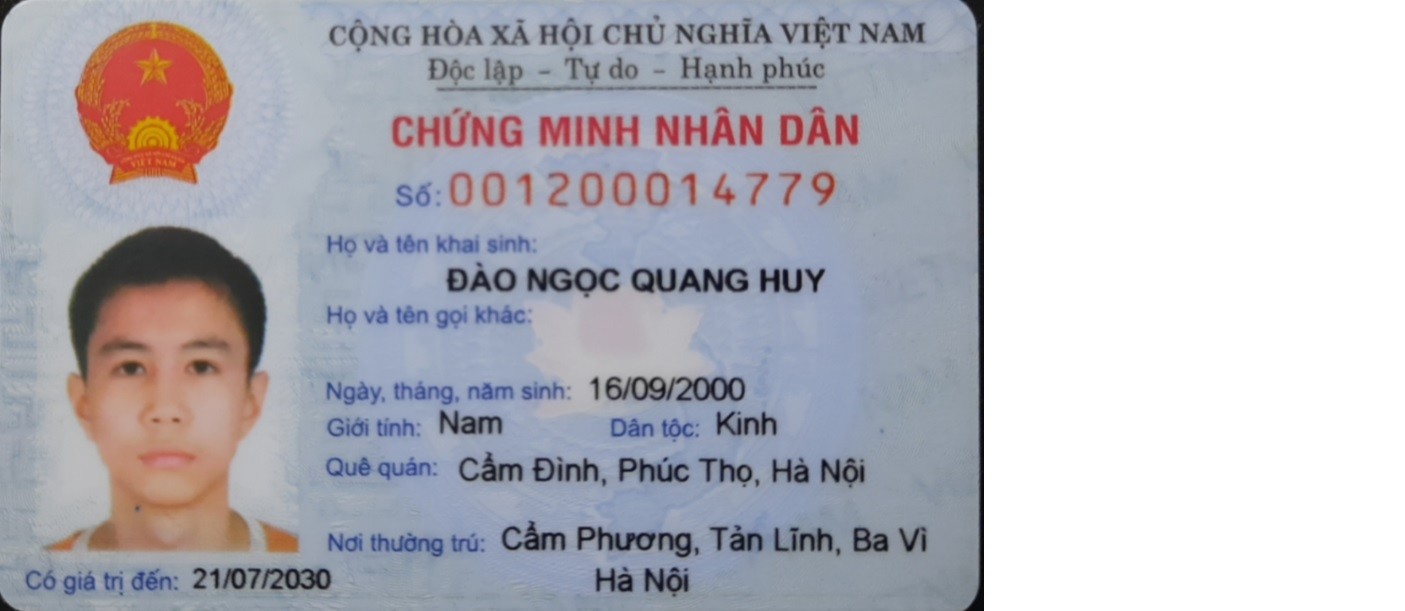 CỘNG HÒA XÃ HỘI CHỦ NGHĨA VIỆT NAM
Độc lập - Tự do - Hạnh phúc
CHỨNG MINH NHÂN DÂN
Số: 001200014779
Họ và tên khai sinh:
ĐÀO NGỌC QUANG HUY
Họ và tên gọi khác:
Ngày, tháng, năm sinh: 16/09/2000
Giới tính: Nam Dân tộc: Kinh
Quê quán: Cẩm Đình, Phúc Thọ, Hà Nội
Nơi thường trú: Cẩm Phương, Tản Lĩnh, Ba Vì
Hà Nội
Có giá trị đến: 21/07/2030
VIỆT NAM